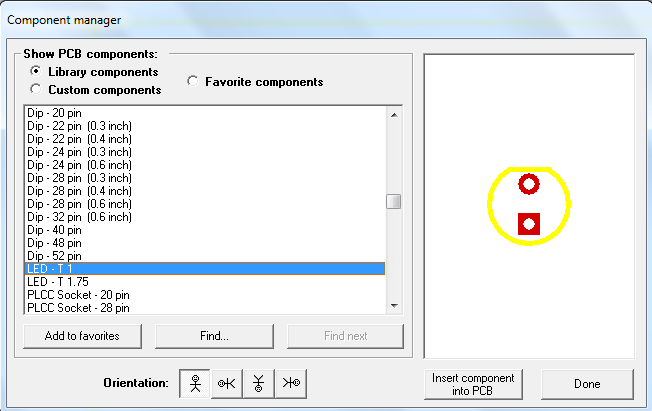 Component manager
Show PCB components:
Library components
Custom components
Favorite components
Dip - 20 pin
Dip - 22 pin (0.3 inch)
Dip - 22 pin (0.4 inch)
Dip - 24 pin (0.3 inch)
Dip - 24 pin (0.6 inch)
Dip - 28 pin (0.3 inch)
Dip - 28 pin (0.4 inch)
Dip - 28 pin (0.6 inch)
Dip - 32 pin (0.6 inch)
Dip - 40 pin
Dip - 48 pin
Dip - 52 pin
LED - T 1
LED - T 1.75
PLCC Socket - 20 pin
PLCC Socket - 28 pin
Add to favorites
Find...
Find next
Orientation:
Insert component
into PCB
Done